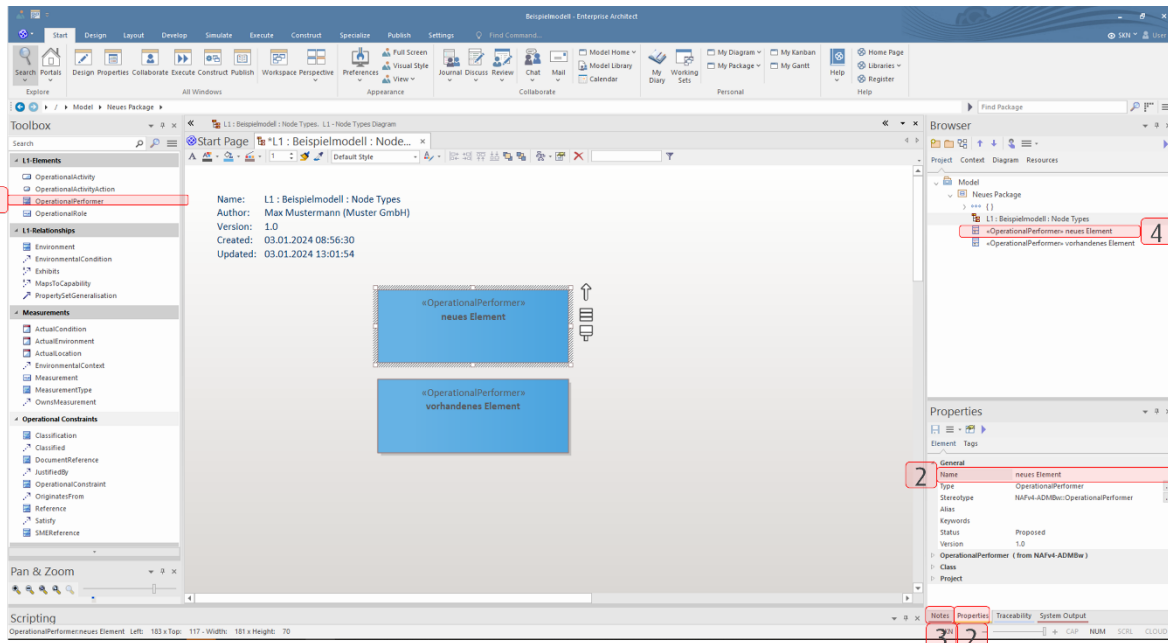 Beispielmodell - Enterprise Architect
Start Design Layout Develop Simulate Execute Construct Specialize Publish Settings Find Command... SKN User
Search Portals Design Properties Collaborate Execute Construct Publish Workspace Perspective Preferences Full Screen Visual Style View Journal Discuss Review Chat Mail Model Home Model Library Calendar My Diary Working Sets My Diagram My Package My Kanban My Gantt Help Home Page Libraries Register
Explore All Windows Appearance Collaborate Personal Help
/ Model Neues Package Find Package
Toolbox
Search
L1-Elements
OperationalActivity
OperationalActivityAction
OperationalPerformer
OperationalRole
L1-Relationships
Environment
EnvironmentalCondition
Exhibits
MapsToCapability
PropertySetGeneralisation
Measurements
ActualCondition
ActualEnvironment
ActualLocation
EnvironmentalContext
Measurement
MeasurementType
OwnsMeasurement
Operational Constraints
Classification
Classified
DocumentReference
JustifiedBy
OperationalConstraint
OriginatesFrom
Reference
Satisfy
SMEReference
Pan & Zoom
Scripting
L1 : Beispielmodell : Node Types. L1 - Node Types Diagram
Start Page *L1 : Beispielmodell : Node... ×
1 Default Style
Name: L1 : Beispielmodell : Node Types
Author: Max Mustermann (Muster GmbH)
Version: 1.0
Created: 03.01.2024 08:56:30
Updated: 03.01.2024 13:01:54
«OperationalPerformer»
neues Element
«OperationalPerformer»
vorhandenes Element
Browser
Project Context Diagram Resources
Model
Neues Package
{}
L1 : Beispielmodell : Node Types
«OperationalPerformer» neues Element
4
«OperationalPerformer» vorhandenes Element
Properties
Element Tags
General
2
Name neues Element
Type OperationalPerformer
Stereotype NAFv4-ADMBw::OperationalPerformer
Alias
Keywords
Status Proposed
Version 1.0
OperationalPerformer ( from NAFv4-ADMBw )
Class
Project
Notes Properties Traceability System Output
3 2
OperationalPerformer:neues Element Left: 183 x Top: 117 - Width: 181 x Height: 70
CAP NUM SCRL CLOUD